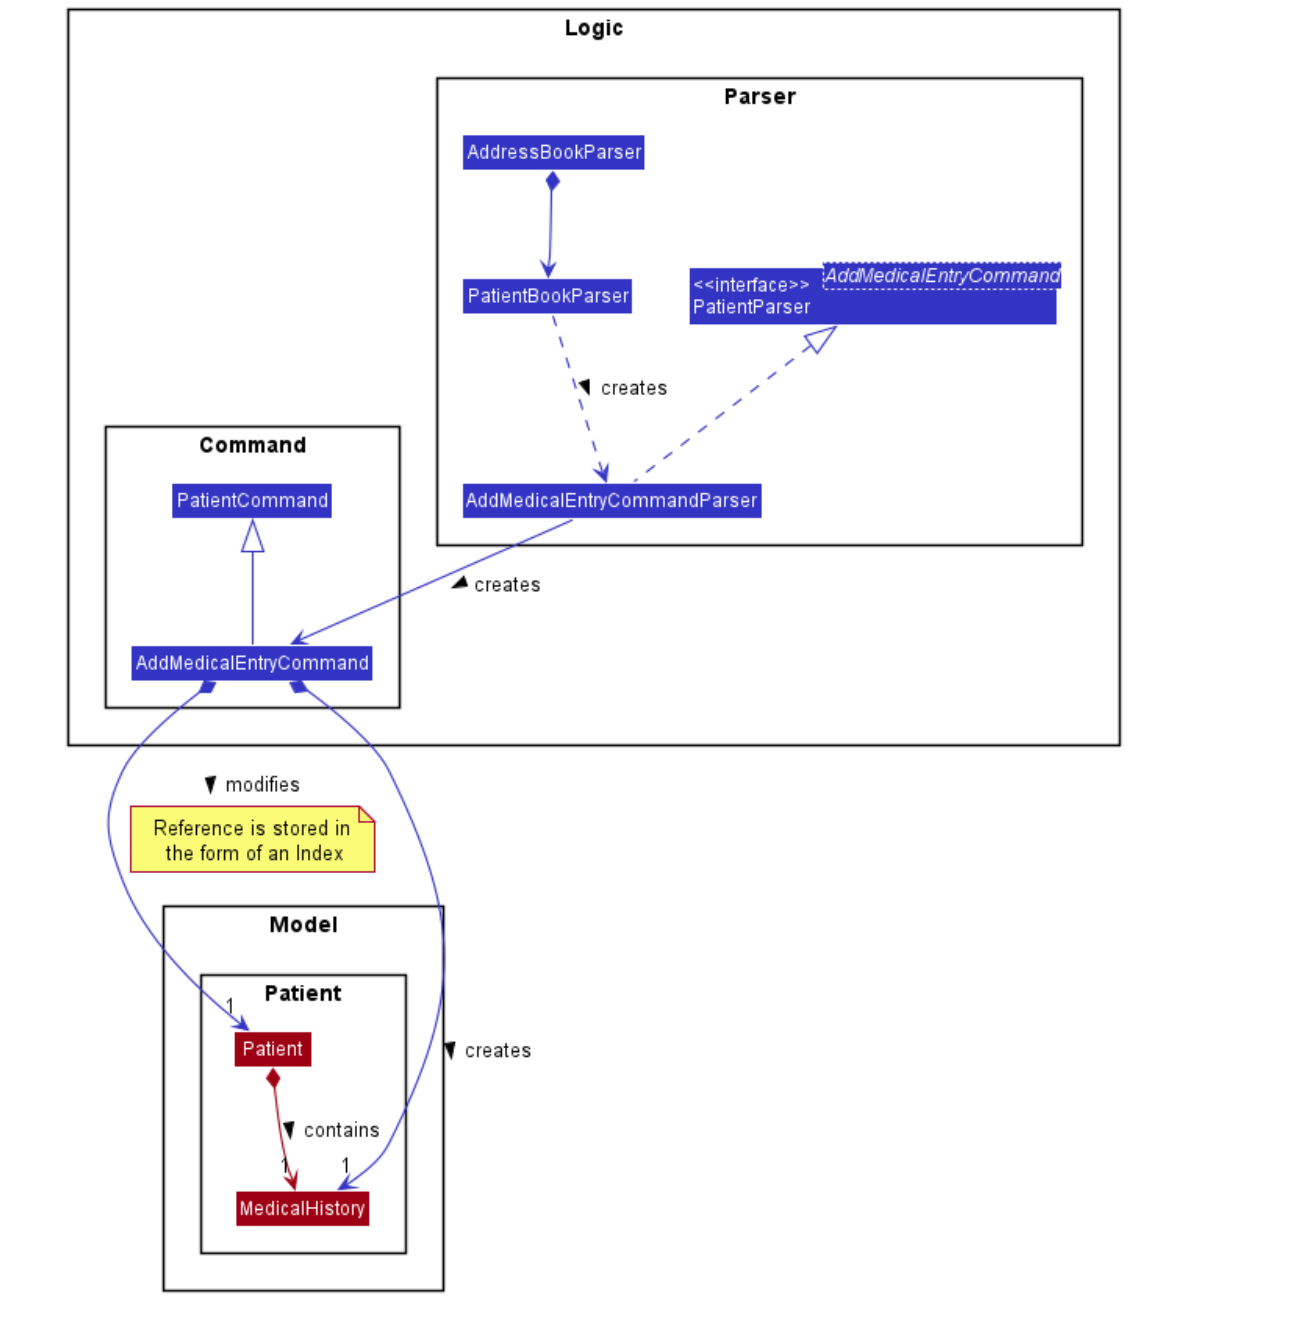 Logic
Parser
AddressBookParser
PatientBookParser
<<interface>>
PatientParser
AddMedicalEntryCommand
creates
AddMedicalEntryCommandParser
Command
PatientCommand
creates
AddMedicalEntryCommand
modifies
Reference is stored in
the form of an Index
Model
Patient
1
Patient
creates
contains
1
1
MedicalHistory